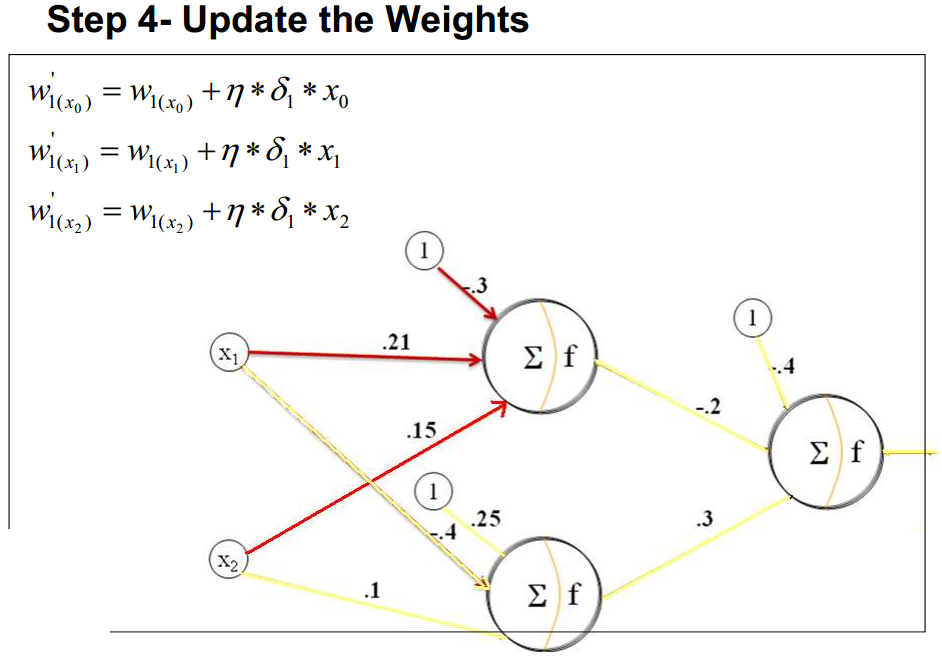 Step 4- Update the Weights
w'₁₍ₓ₀₎ = w₁₍ₓ₀₎ + η * δ₁ * x₀
w'₁₍ₓ₁₎ = w₁₍ₓ₁₎ + η * δ₁ * x₁
w'₁₍ₓ₂₎ = w₁₍ₓ₂₎ + η * δ₁ * x₂
1
-.3
1
x₁
.21
Σ f
-.4
-.2
.15
Σ f
1
.25
.3
-.4
x₂
.1
Σ f